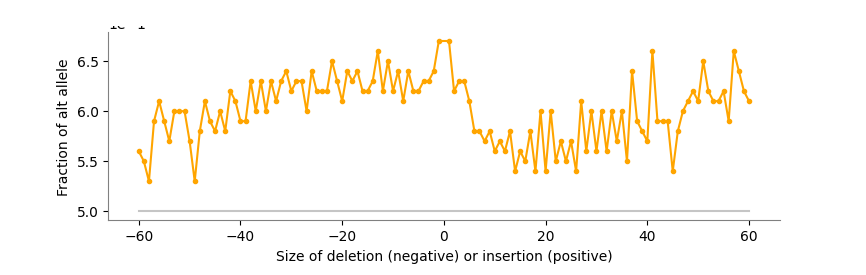 6.5
6.0
5.5
5.0
−60 −40 −20 0 20 40 60
Fraction of alt allele
Size of deletion (negative) or insertion (positive)